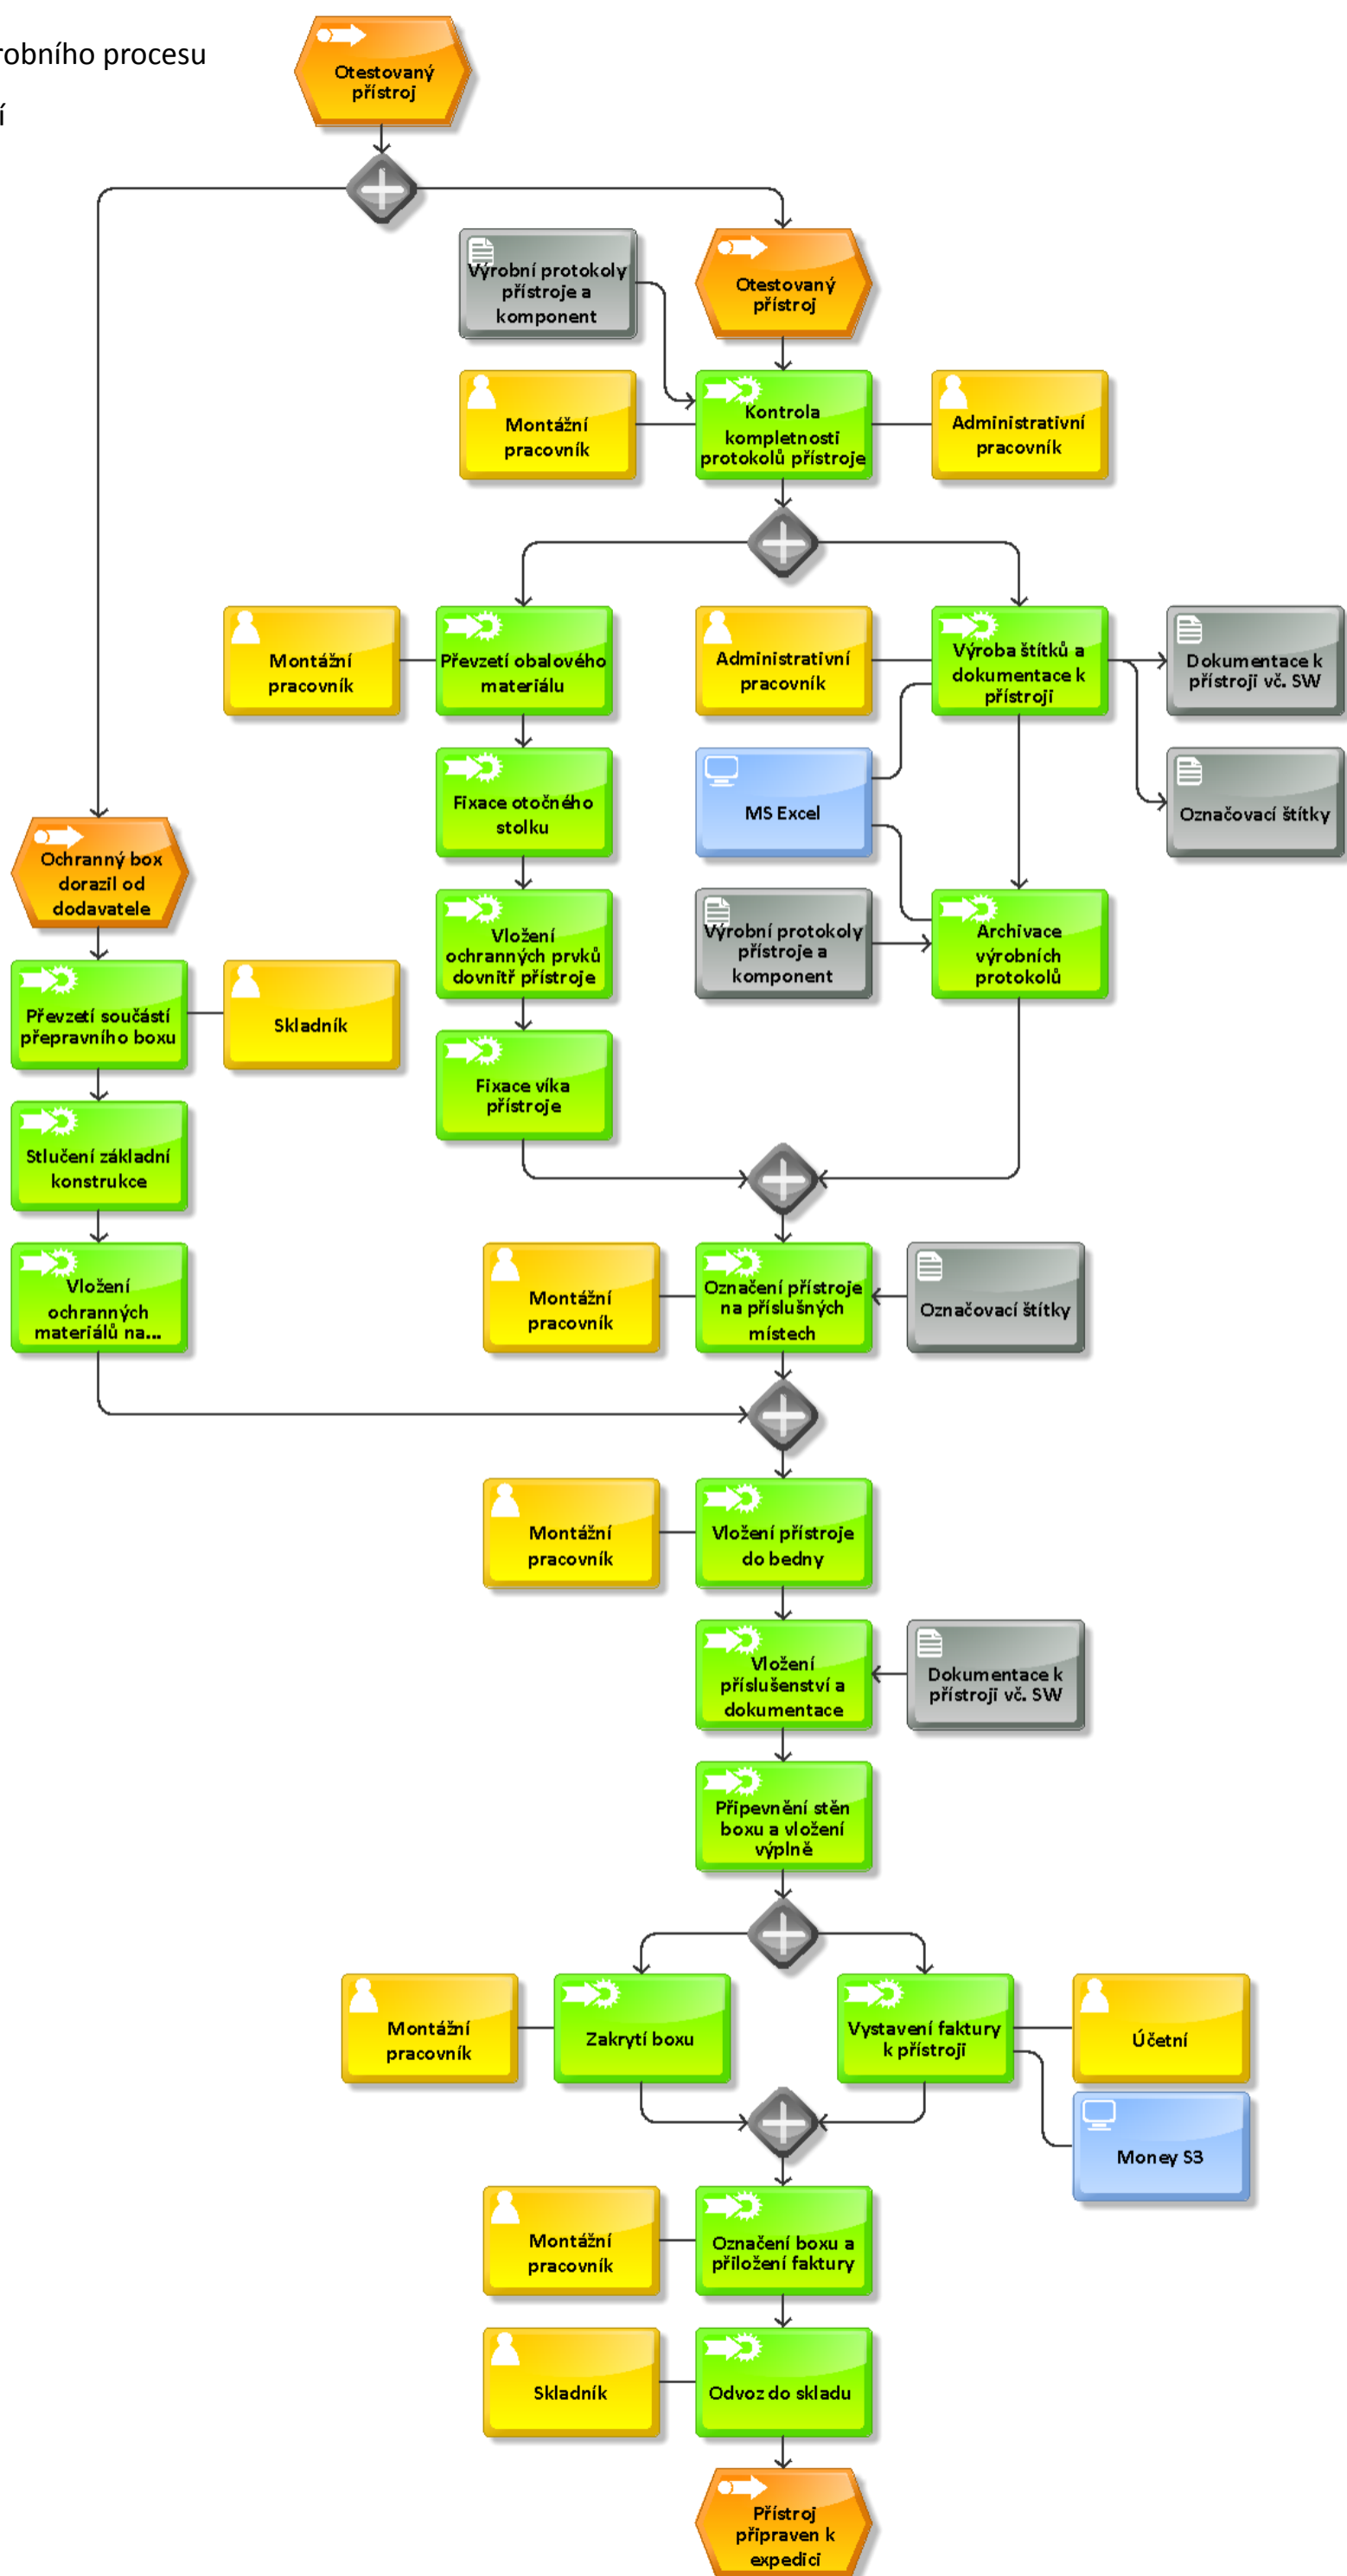 robního procesu
í
Otestovaný
přístroj
Výrobní protokoly
přístroje a
komponent
Otestovaný
přístroj
Montážní
pracovník
Kontrola
kompletnosti
protokolů přístroje
Administrativní
pracovník
Montážní
pracovník
Převzetí obalového
materiálu
Administrativní
pracovník
Výroba štítků a
dokumentace k
přístroji
Dokumentace k
přístroji vč. SW
Fixace otočného
stolku
MS Excel
Označovací štítky
Ochranný box
dorazil od
dodavatele
Vložení
ochranných prvků
dovnitř přístroje
Výrobní protokoly
přístroje a
komponent
Archivace
výrobních
protokolů
Převzetí součástí
přepravního boxu
Skladník
Fixace víka
přístroje
Stlučení základní
konstrukce
Vložení
ochranných
materiálů na...
Montážní
pracovník
Označení přístroje
na příslušných
místech
Označovací štítky
Montážní
pracovník
Vložení přístroje
do bedny
Vložení
příslušenství a
dokumentace
Dokumentace k
přístroji vč. SW
Připevnění stěn
boxu a vložení
výplně
Montážní
pracovník
Zakrytí boxu
Vystavení faktury
k přístroji
Účetní
Money S3
Montážní
pracovník
Označení boxu a
přiložení faktury
Skladník
Odvoz do skladu
Přístroj
připraven k
expedici